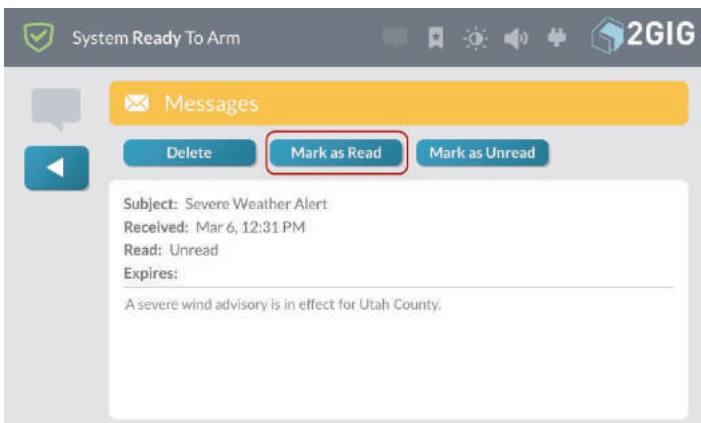 System Ready To Arm
2GIG
Messages
Delete Mark as Read Mark as Unread
Subject: Severe Weather Alert
Received: Mar 6, 12:31 PM
Read: Unread
Expires:
A severe wind advisory is in effect for Utah County.